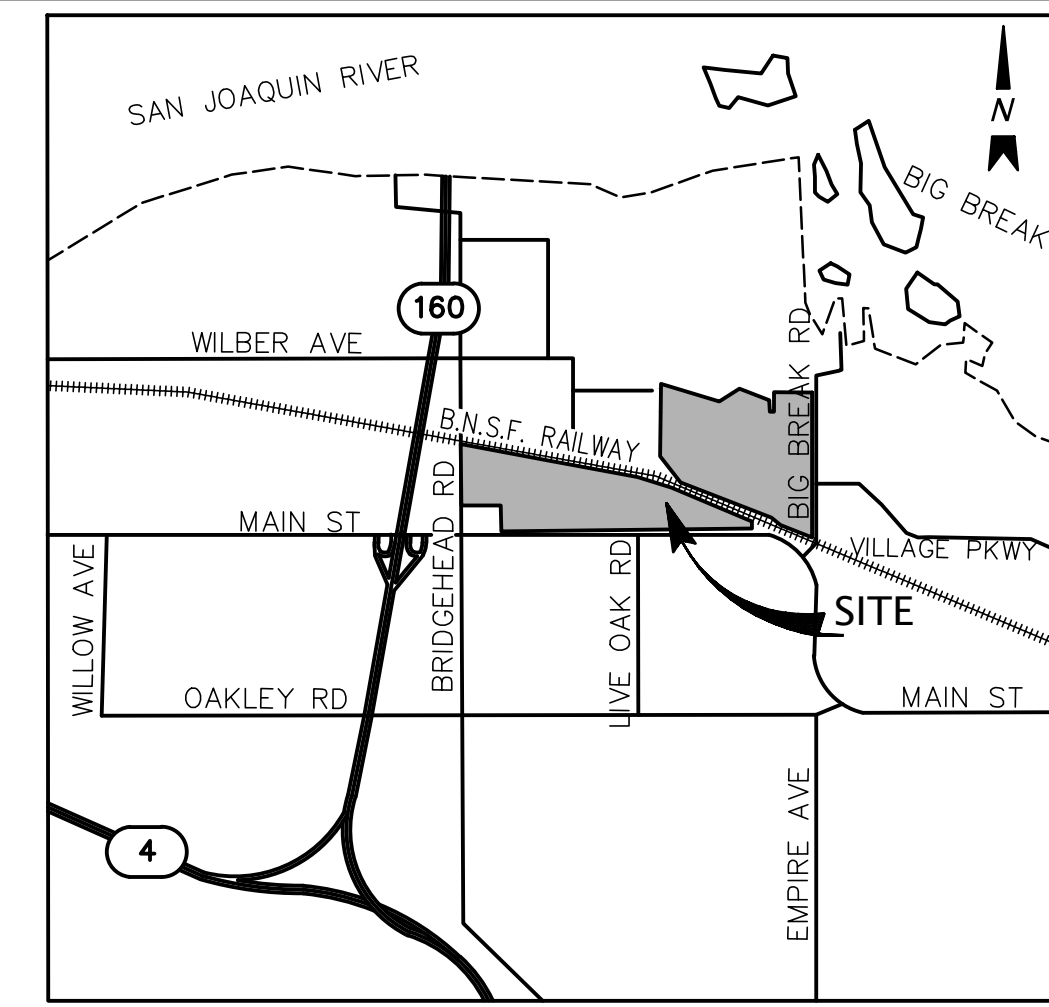 SAN JOAQUIN RIVER
N
BIG BREAK
160
WILBER AVE
BIG BREAK RD
B.N.S.F. RAILWAY
MAIN ST
BRIDGEHEAD RD
VILLAGE PKWY
WILLOW AVE
LIVE OAK RD
SITE
OAKLEY RD
MAIN ST
EMPIRE AVE
4